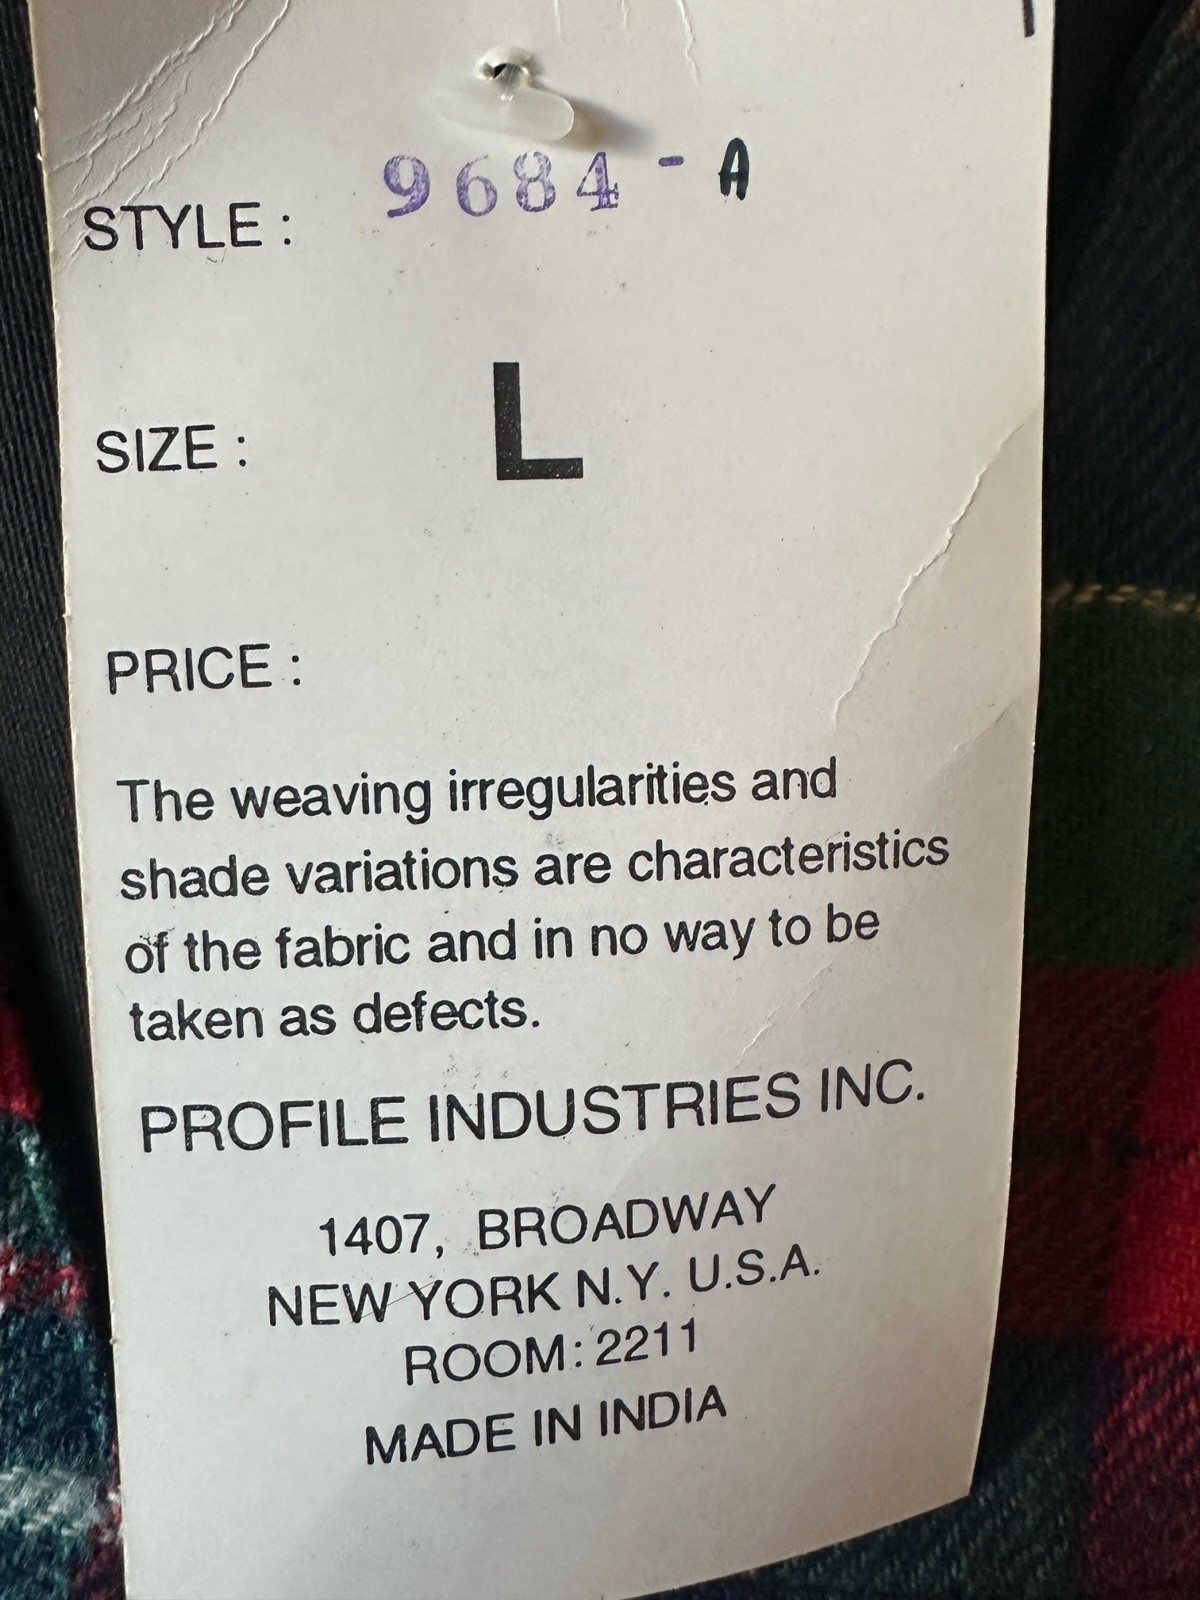 STYLE : 9684-A
SIZE : L
PRICE :
The weaving irregularities and
shade variations are characteristics
of the fabric and in no way to be
taken as defects.
PROFILE INDUSTRIES INC.
1407, BROADWAY
NEW YORK N.Y. U.S.A.
ROOM: 2211
MADE IN INDIA